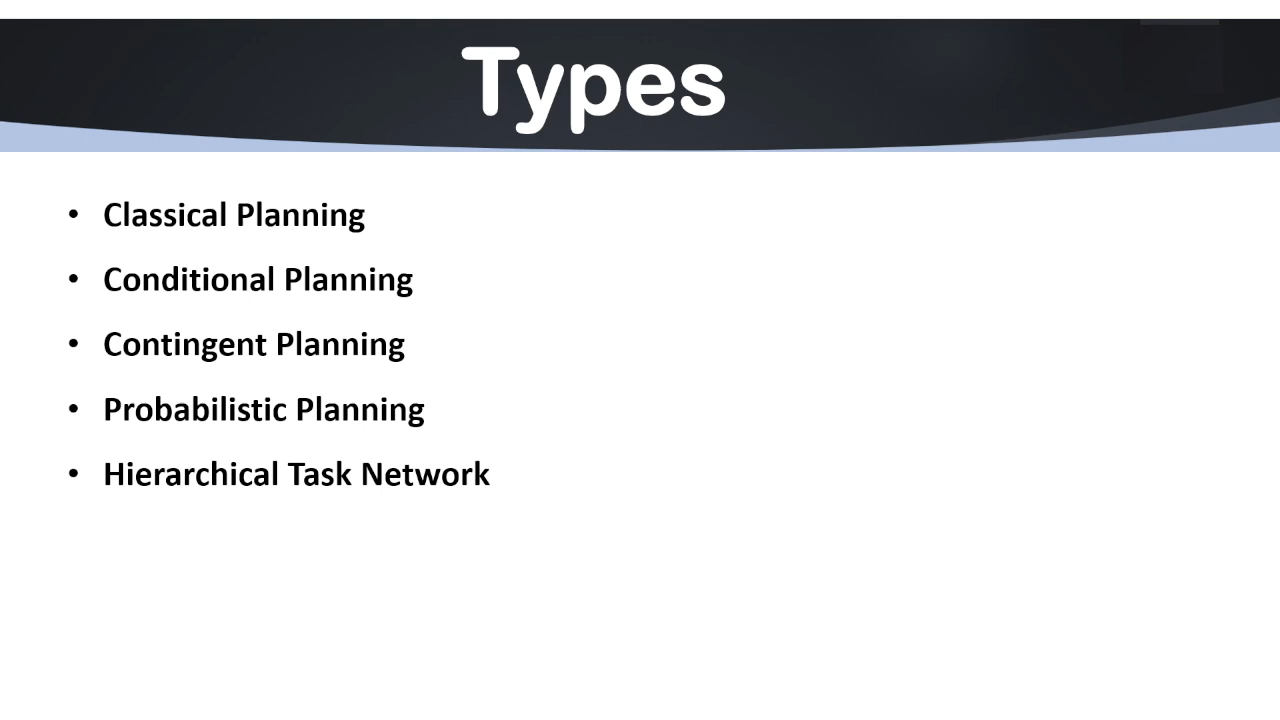 Types
• Classical Planning
• Conditional Planning
• Contingent Planning
• Probabilistic Planning
• Hierarchical Task Network